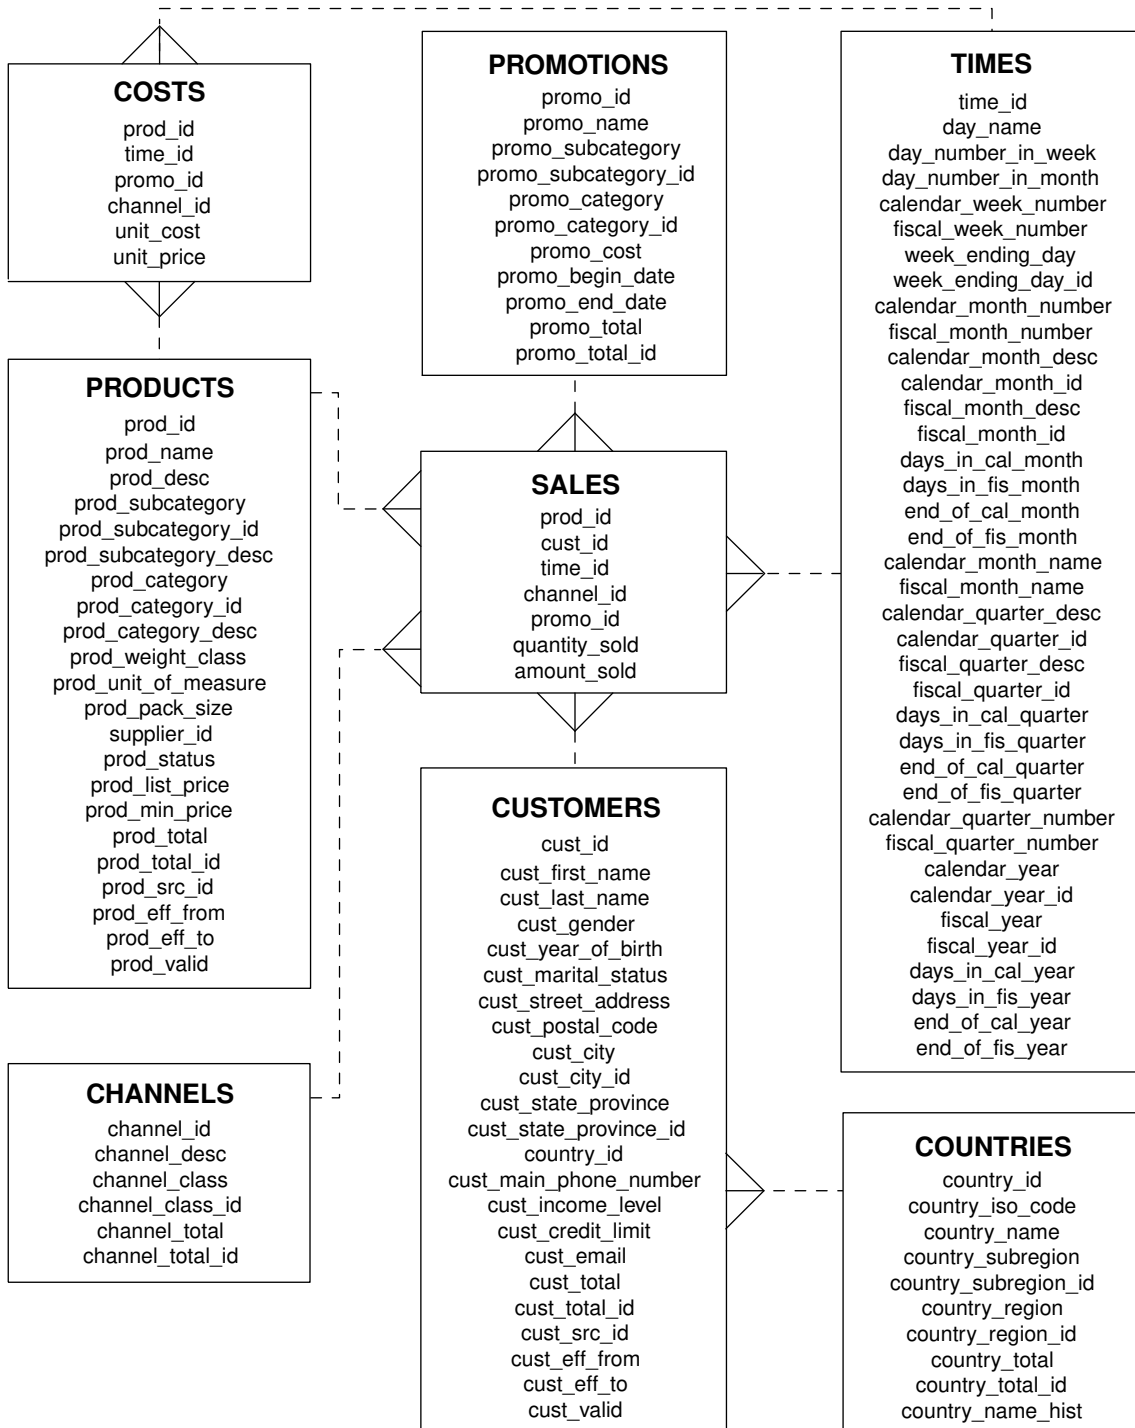 COSTS
prod_id
time_id
promo_id
channel_id
unit_cost
unit_price
PROMOTIONS
promo_id
promo_name
promo_subcategory
promo_subcategory_id
promo_category
promo_category_id
promo_cost
promo_begin_date
promo_end_date
promo_total
promo_total_id
TIMES
time_id
day_name
day_number_in_week
day_number_in_month
calendar_week_number
fiscal_week_number
week_ending_day
week_ending_day_id
calendar_month_number
fiscal_month_number
calendar_month_desc
calendar_month_id
fiscal_month_desc
fiscal_month_id
days_in_cal_month
days_in_fis_month
end_of_cal_month
end_of_fis_month
calendar_month_name
fiscal_month_name
calendar_quarter_desc
calendar_quarter_id
fiscal_quarter_desc
fiscal_quarter_id
days_in_cal_quarter
days_in_fis_quarter
end_of_cal_quarter
end_of_fis_quarter
calendar_quarter_number
fiscal_quarter_number
calendar_year
calendar_year_id
fiscal_year
fiscal_year_id
days_in_cal_year
days_in_fis_year
end_of_cal_year
end_of_fis_year
PRODUCTS
prod_id
prod_name
prod_desc
prod_subcategory
prod_subcategory_id
prod_subcategory_desc
prod_category
prod_category_id
prod_category_desc
prod_weight_class
prod_unit_of_measure
prod_pack_size
supplier_id
prod_status
prod_list_price
prod_min_price
prod_total
prod_total_id
prod_src_id
prod_eff_from
prod_eff_to
prod_valid
SALES
prod_id
cust_id
time_id
channel_id
promo_id
quantity_sold
amount_sold
CUSTOMERS
cust_id
cust_first_name
cust_last_name
cust_gender
cust_year_of_birth
cust_marital_status
cust_street_address
cust_postal_code
cust_city
cust_city_id
cust_state_province
cust_state_province_id
country_id
cust_main_phone_number
cust_income_level
cust_credit_limit
cust_email
cust_total
cust_total_id
cust_src_id
cust_eff_from
cust_eff_to
cust_valid
CHANNELS
channel_id
channel_desc
channel_class
channel_class_id
channel_total
channel_total_id
COUNTRIES
country_id
country_iso_code
country_name
country_subregion
country_subregion_id
country_region
country_region_id
country_total
country_total_id
country_name_hist